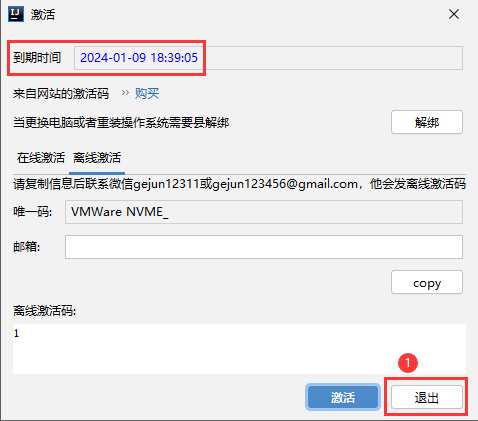 IJ 激活
到期时间 2024-01-09 18:39:05
来自网站的激活码 >> 购买
当更换电脑或者重装操作系统需要县解绑 解绑
在线激活 离线激活
请复制信息后联系微信gejun12311或gejun123456@gmail.com，他会发离线激活码
唯一码: VMWare NVME_
邮箱:
copy
离线激活码:
1
1
激活 退出